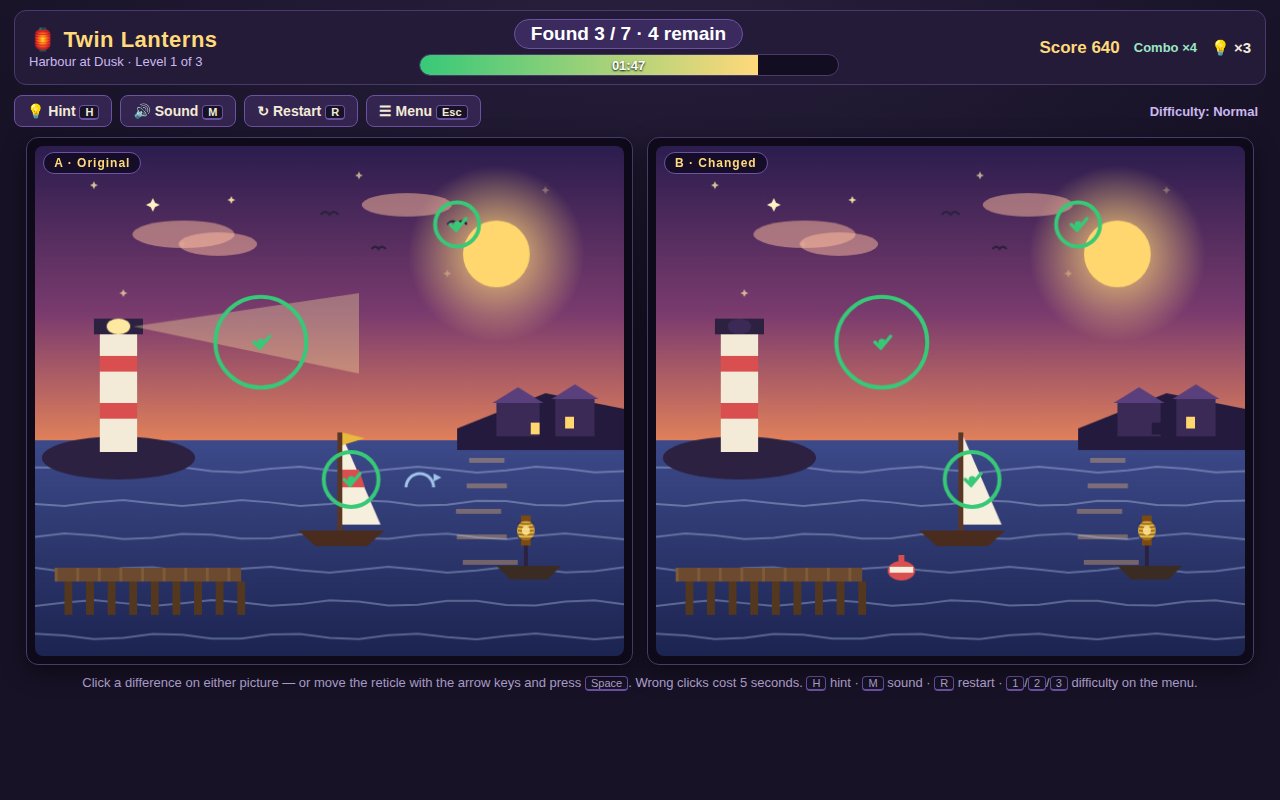 Twin Lanterns
Harbour at Dusk · Level 1 of 3
Found 3 / 7 · 4 remain
01:47
Score 640 Combo ×4 💡 ×3
💡 Hint H 🔊 Sound M ↻ Restart R ☰ Menu Esc
Difficulty: Normal
A · Original
B · Changed
Click a difference on either picture — or move the reticle with the arrow keys and press Space. Wrong clicks cost 5 seconds. H hint · M sound · R restart · 1/2/3 difficulty on the menu.